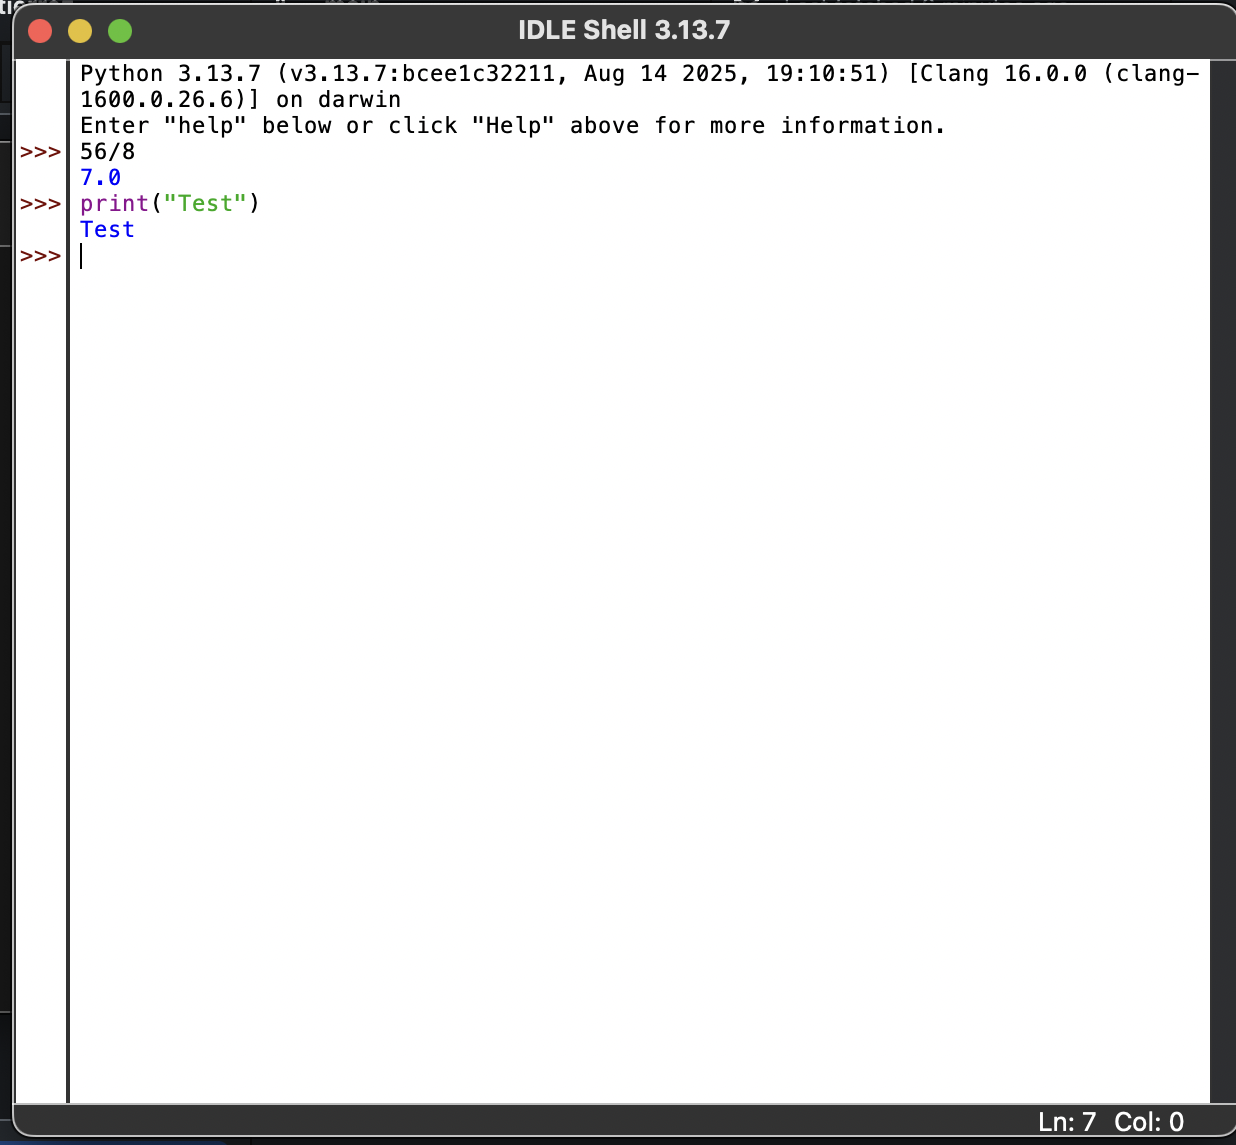 IDLE Shell 3.13.7
Python 3.13.7 (v3.13.7:bcee1c32211, Aug 14 2025, 19:10:51) [Clang 16.0.0 (clang-
1600.0.26.6)] on darwin
Enter "help" below or click "Help" above for more information.
>>> 56/8
7.0
>>> print("Test")
Test
>>>
Ln: 7 Col: 0